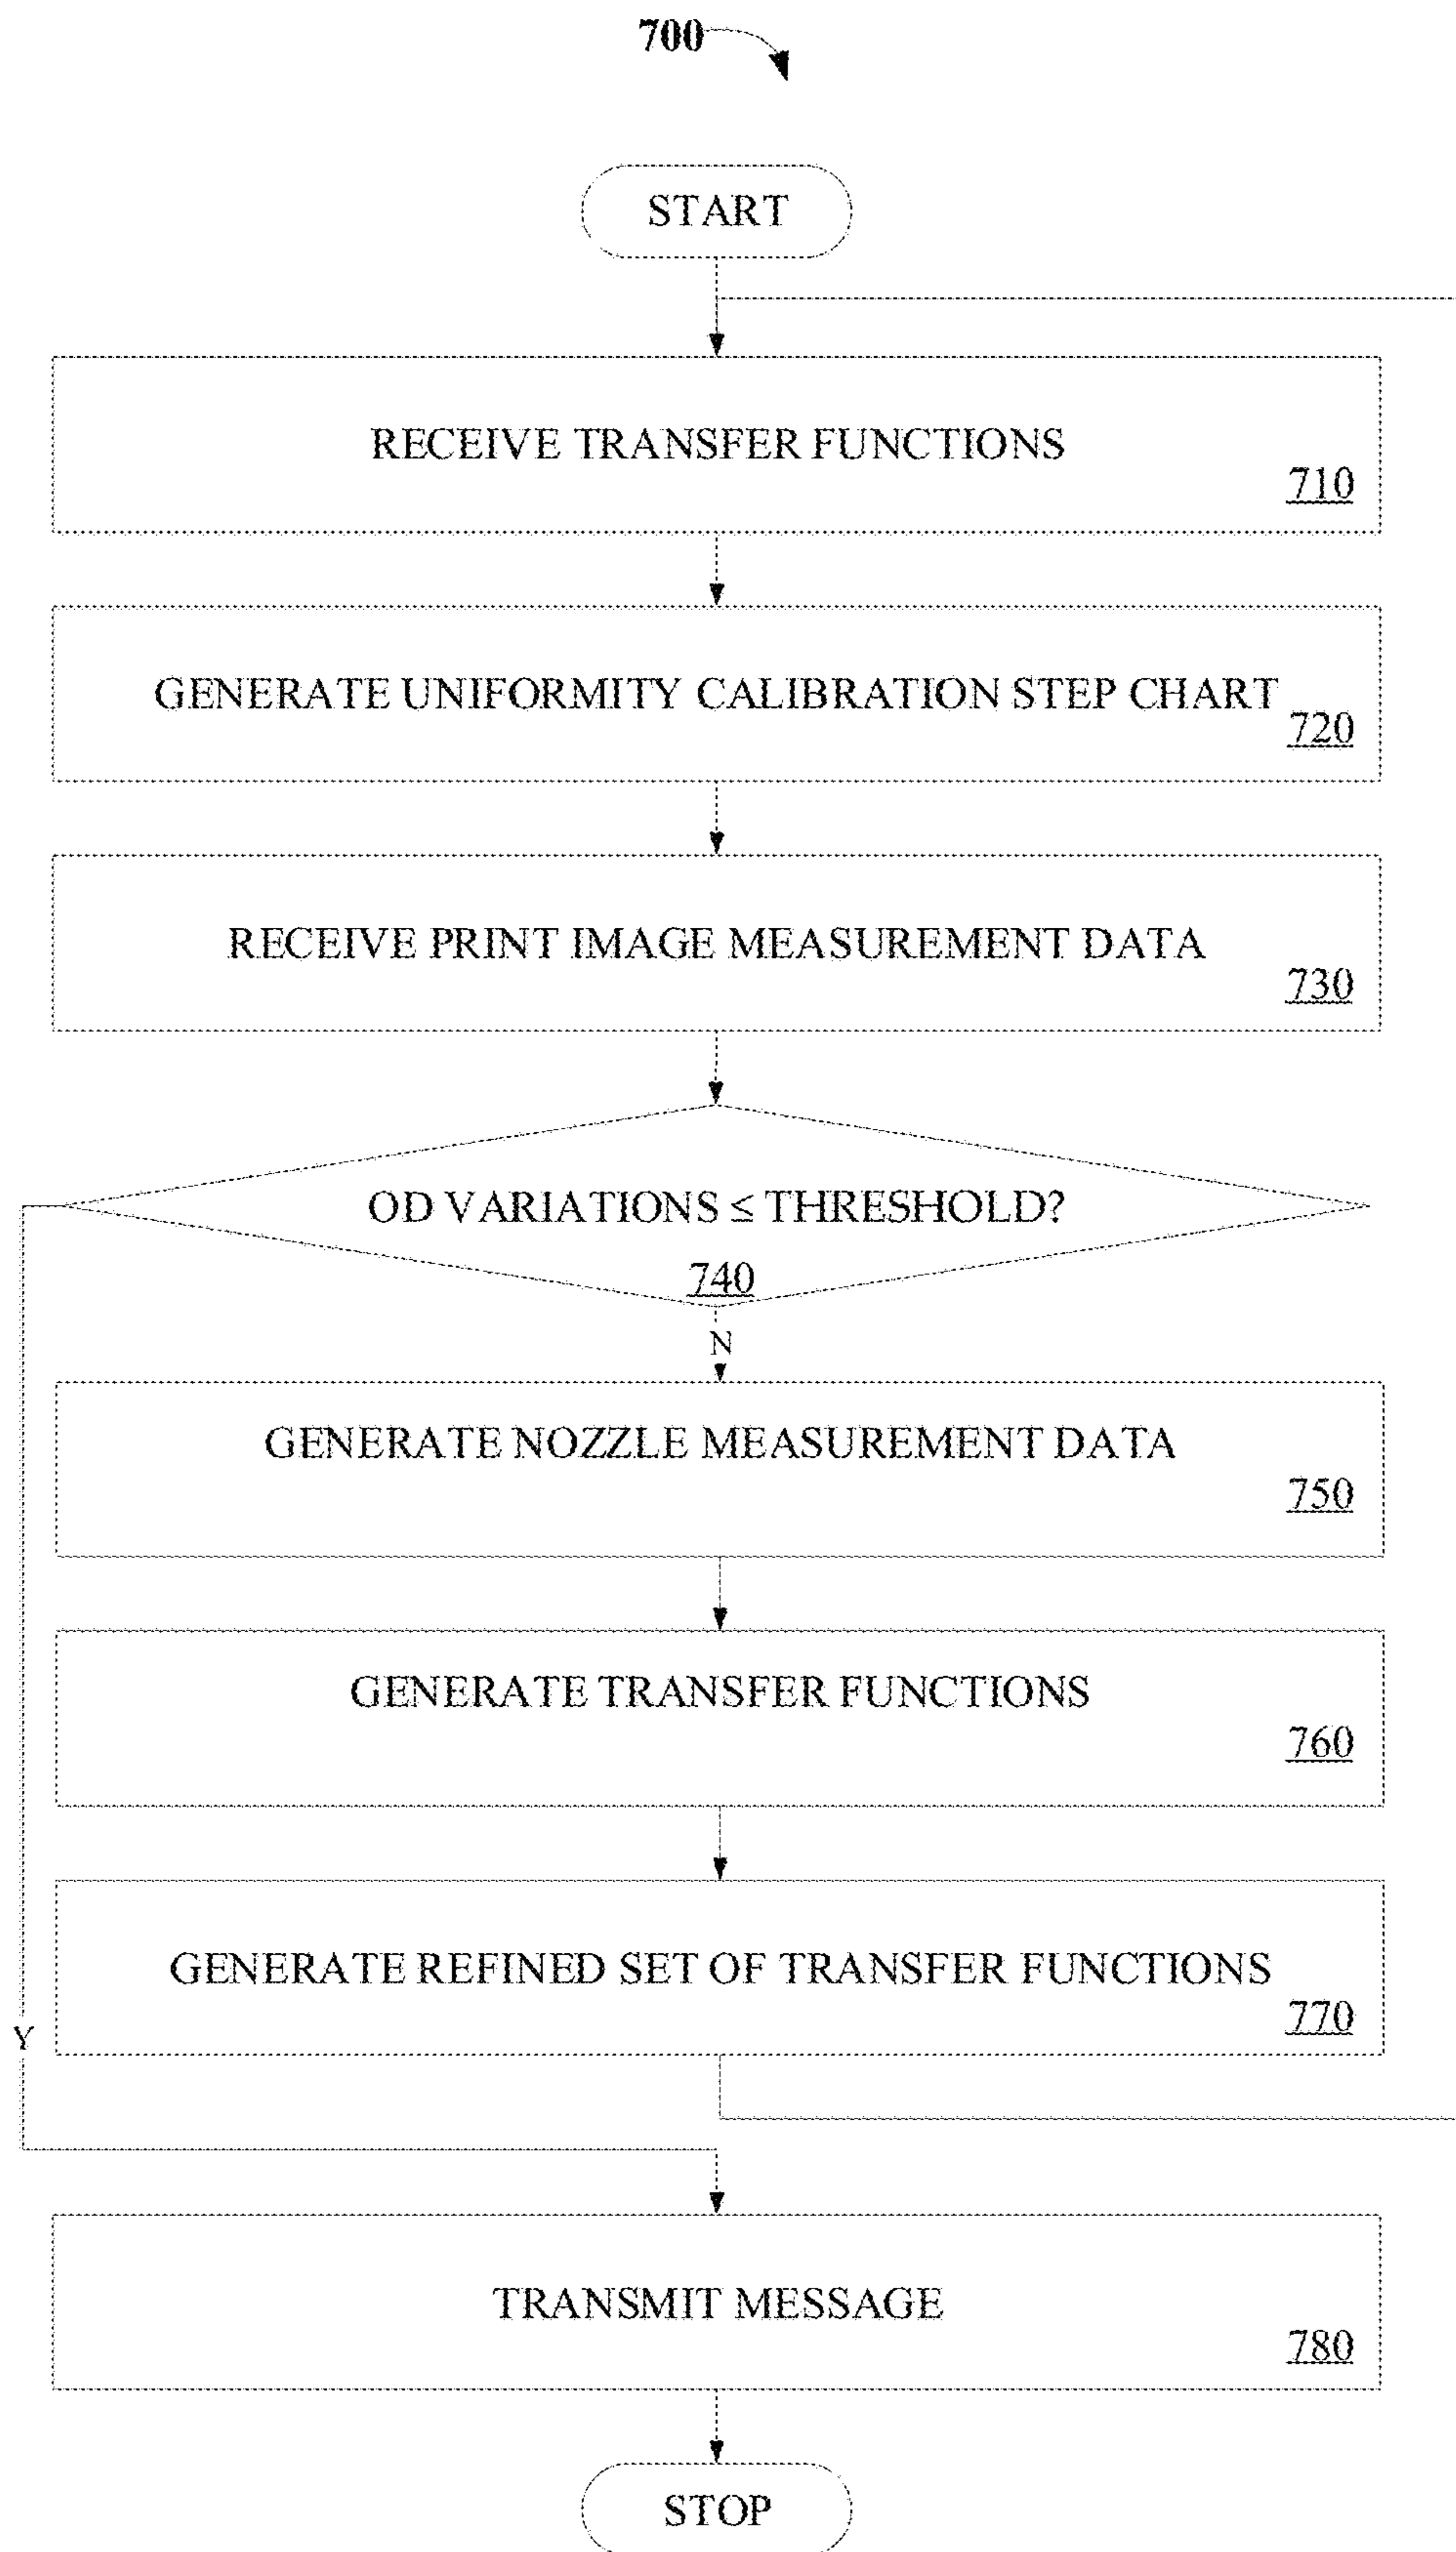 700
START
RECEIVE TRANSFER FUNCTIONS
710
GENERATE UNIFORMITY CALIBRATION STEP CHART
720
RECEIVE PRINT IMAGE MEASUREMENT DATA
730
OD VARIATIONS ≤ THRESHOLD?
740
N
GENERATE NOZZLE MEASUREMENT DATA
750
GENERATE TRANSFER FUNCTIONS
760
GENERATE REFINED SET OF TRANSFER FUNCTIONS
770
Y
TRANSMIT MESSAGE
780
STOP